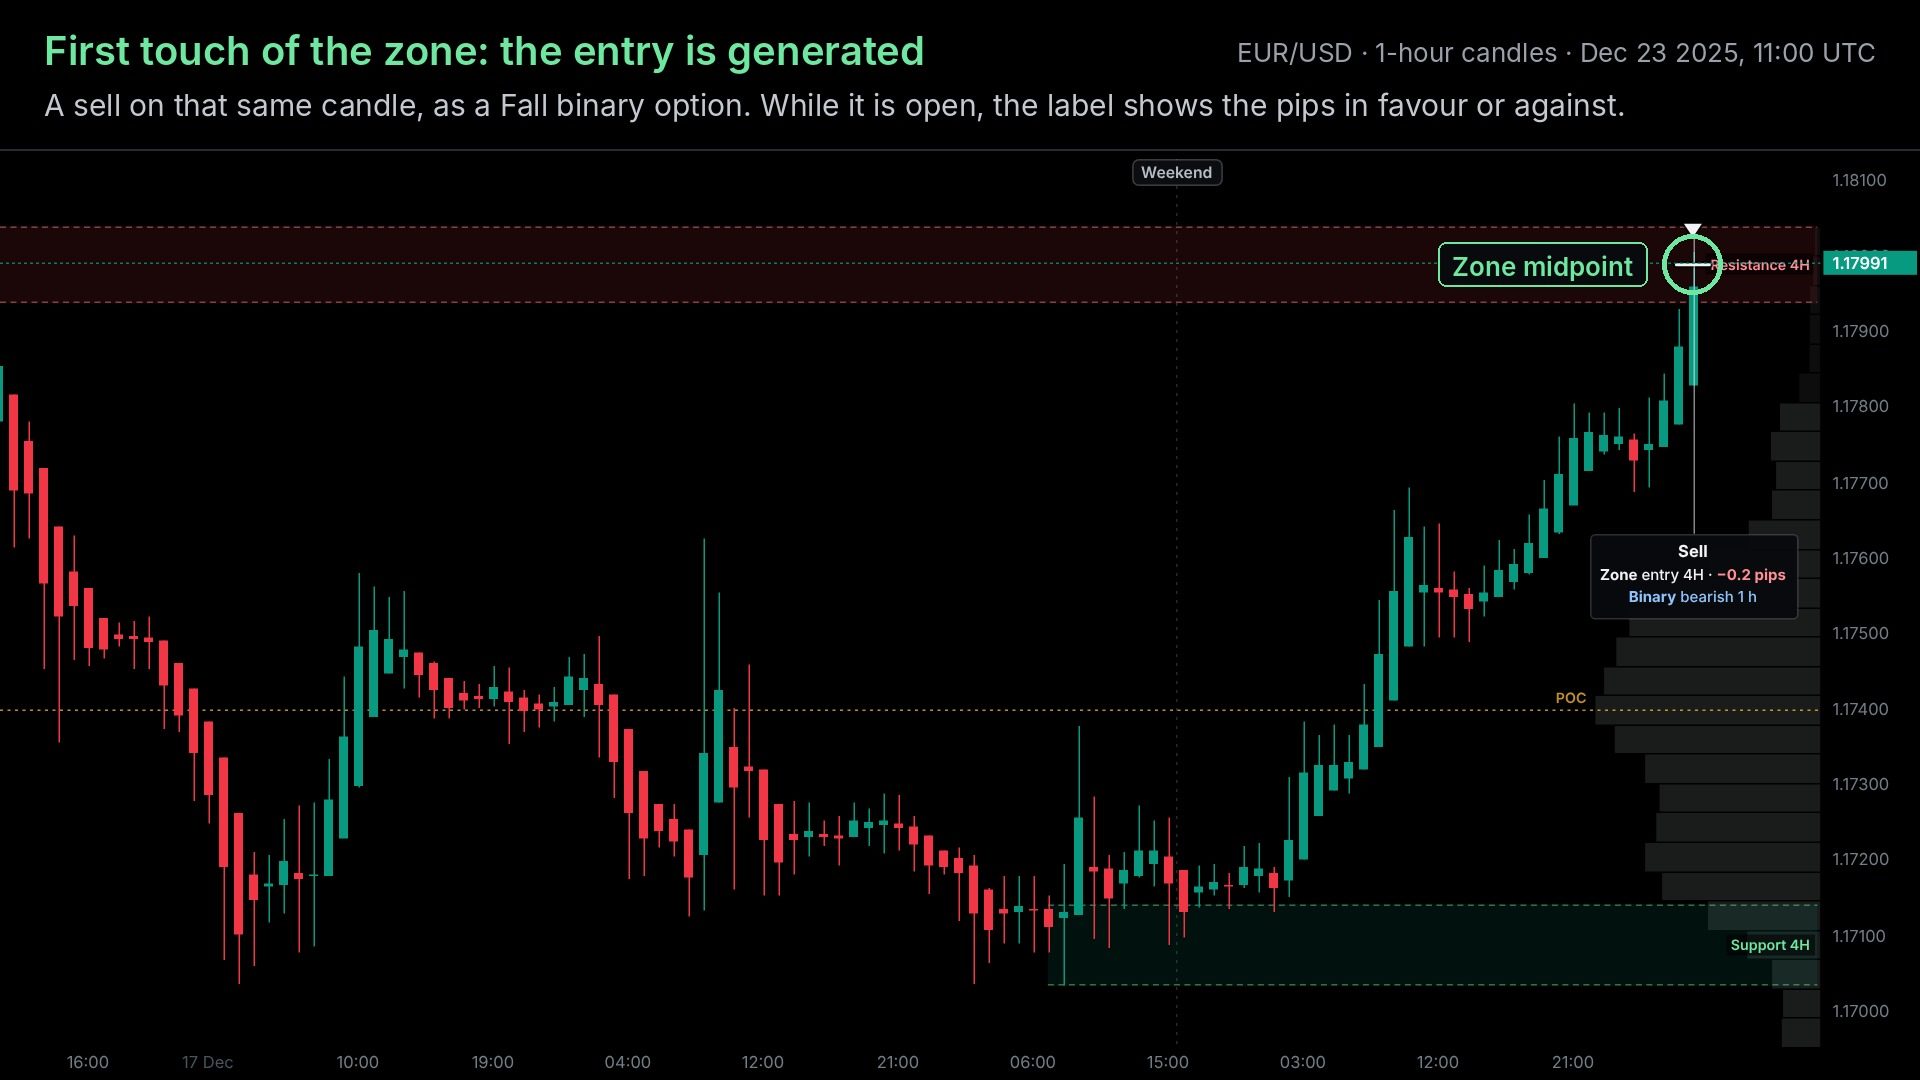 First touch of the zone: the entry is generated
EUR/USD · 1-hour candles · Dec 23 2025, 11:00 UTC
A sell on that same candle, as a Fall binary option. While it is open, the label shows the pips in favour or against.
Weekend
1.18100
Zone midpoint
Resistance 4H
1.17991
1.17900
1.17800
1.17700
1.17600
Sell
Zone entry 4H · −0.2 pips
Binary bearish 1 h
1.17500
POC
1.17400
1.17300
1.17200
1.17100
Support 4H
1.17000
16:00 17 Dec 10:00 19:00 04:00 12:00 21:00 06:00 15:00 03:00 12:00 21:00